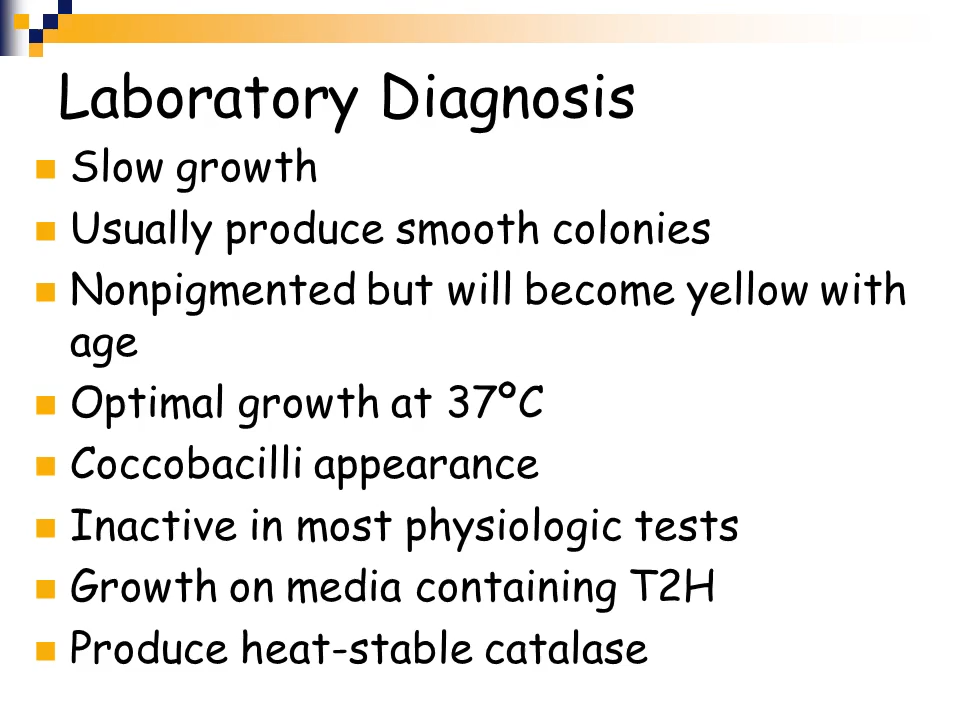 Laboratory Diagnosis
Slow growth
Usually produce smooth colonies
Nonpigmented but will become yellow with
age
Optimal growth at 37ºC
Coccobacilli appearance
Inactive in most physiologic tests
Growth on media containing T2H
Produce heat-stable catalase